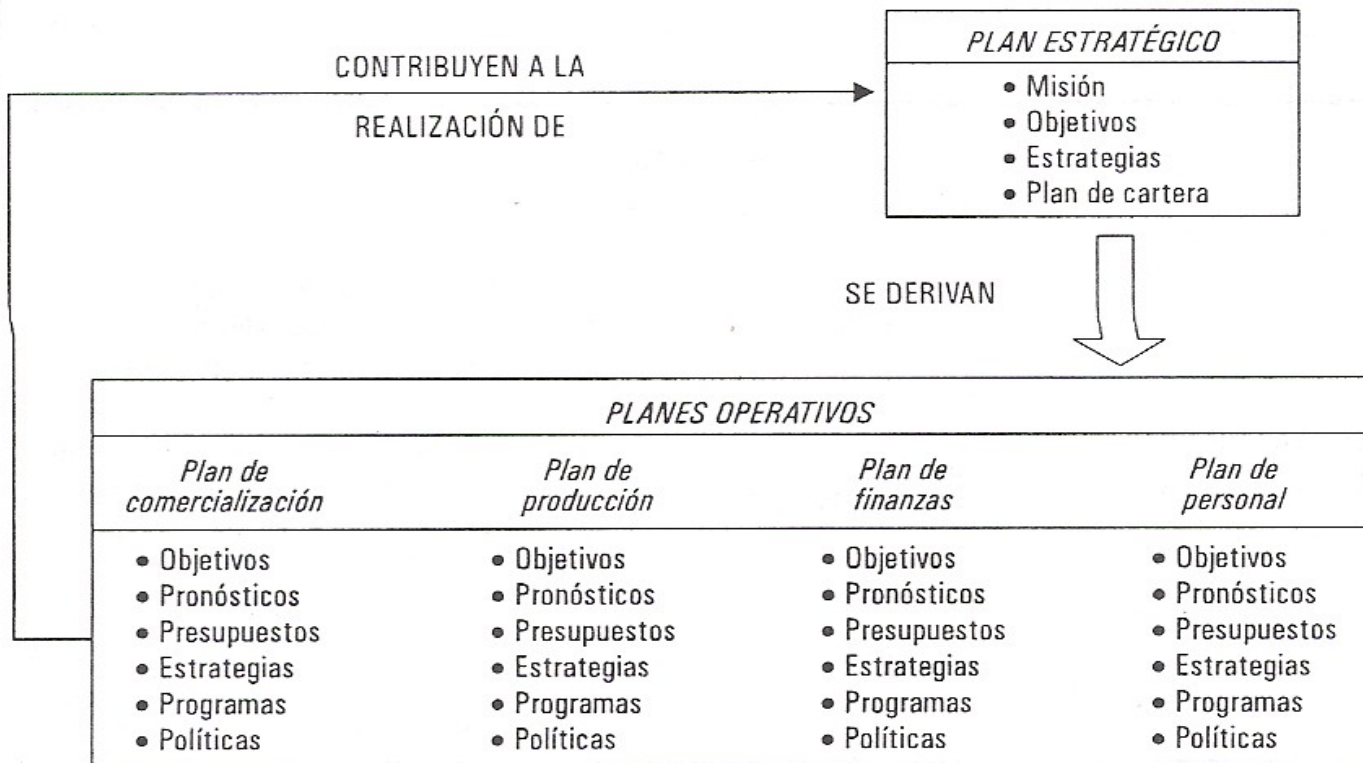 PLAN ESTRATÉGICO
• Misión
• Objetivos
• Estrategias
• Plan de cartera
CONTRIBUYEN A LA
REALIZACIÓN DE
SE DERIVAN
PLANES OPERATIVOS
Plan de
comercialización
• Objetivos
• Pronósticos
• Presupuestos
• Estrategias
• Programas
• Políticas
Plan de
producción
• Objetivos
• Pronósticos
• Presupuestos
• Estrategias
• Programas
• Políticas
Plan de
finanzas
• Objetivos
• Pronósticos
• Presupuestos
• Estrategias
• Programas
• Políticas
Plan de
personal
• Objetivos
• Pronósticos
• Presupuestos
• Estrategias
• Programas
• Políticas